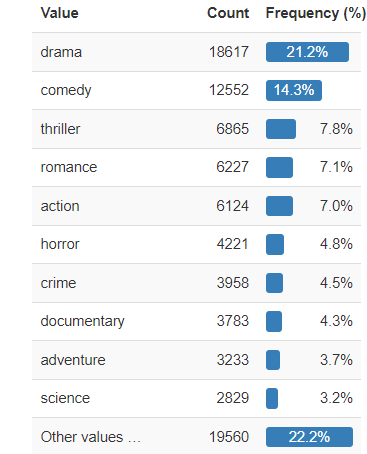 Value Count Frequency (%)
drama 18617 21.2%
comedy 12552 14.3%
thriller 6865 7.8%
romance 6227 7.1%
action 6124 7.0%
horror 4221 4.8%
crime 3958 4.5%
documentary 3783 4.3%
adventure 3233 3.7%
science 2829 3.2%
Other values … 19560 22.2%